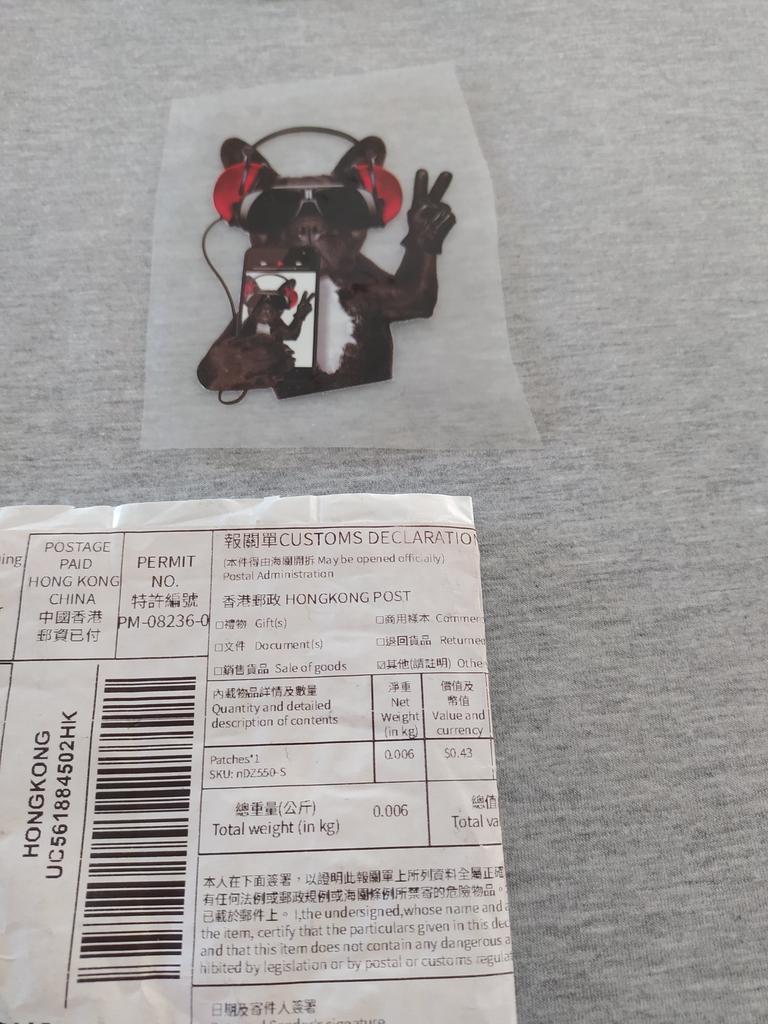 POSTAGE
PAID
HONG KONG
CHINA
中國香港
郵資已付
PERMIT
NO.
特許編號
PM-08236-0
報關單CUSTOMS DECLARATION
(本件得由海關開拆 May be opened officially)
Postal Administration
香港郵政 HONGKONG POST
□禮物 Gift(s)
□商用樣本 Commer
□文件 Document(s)
□退回貨品 Returne
□銷售貨品 Sale of goods
☑其他(請註明) Othe
內載物品詳情及數量
Quantity and detailed
description of contents
淨重
Net
Weight
(in kg)
價值及
幣值
Value and
currency
Patches*1
SKU: nDZ550-S
0.006
$0.43
總重量(公斤)
Total weight (in kg)
0.006
總值
Total va
HONGKONG
UC561884502HK
本人在下面簽署，以證明此報關單上所列資料全屬正確
有任何法例或郵政規例或海關條例所禁寄的危險物品。
已載於郵件上。 I,the undersigned,whose name and a
the item, certify that the particulars given in this dec
and that this item does not contain any dangerous a
hibited by legislation or by postal or customs regula
日期及寄件人簽署
Sender's signature